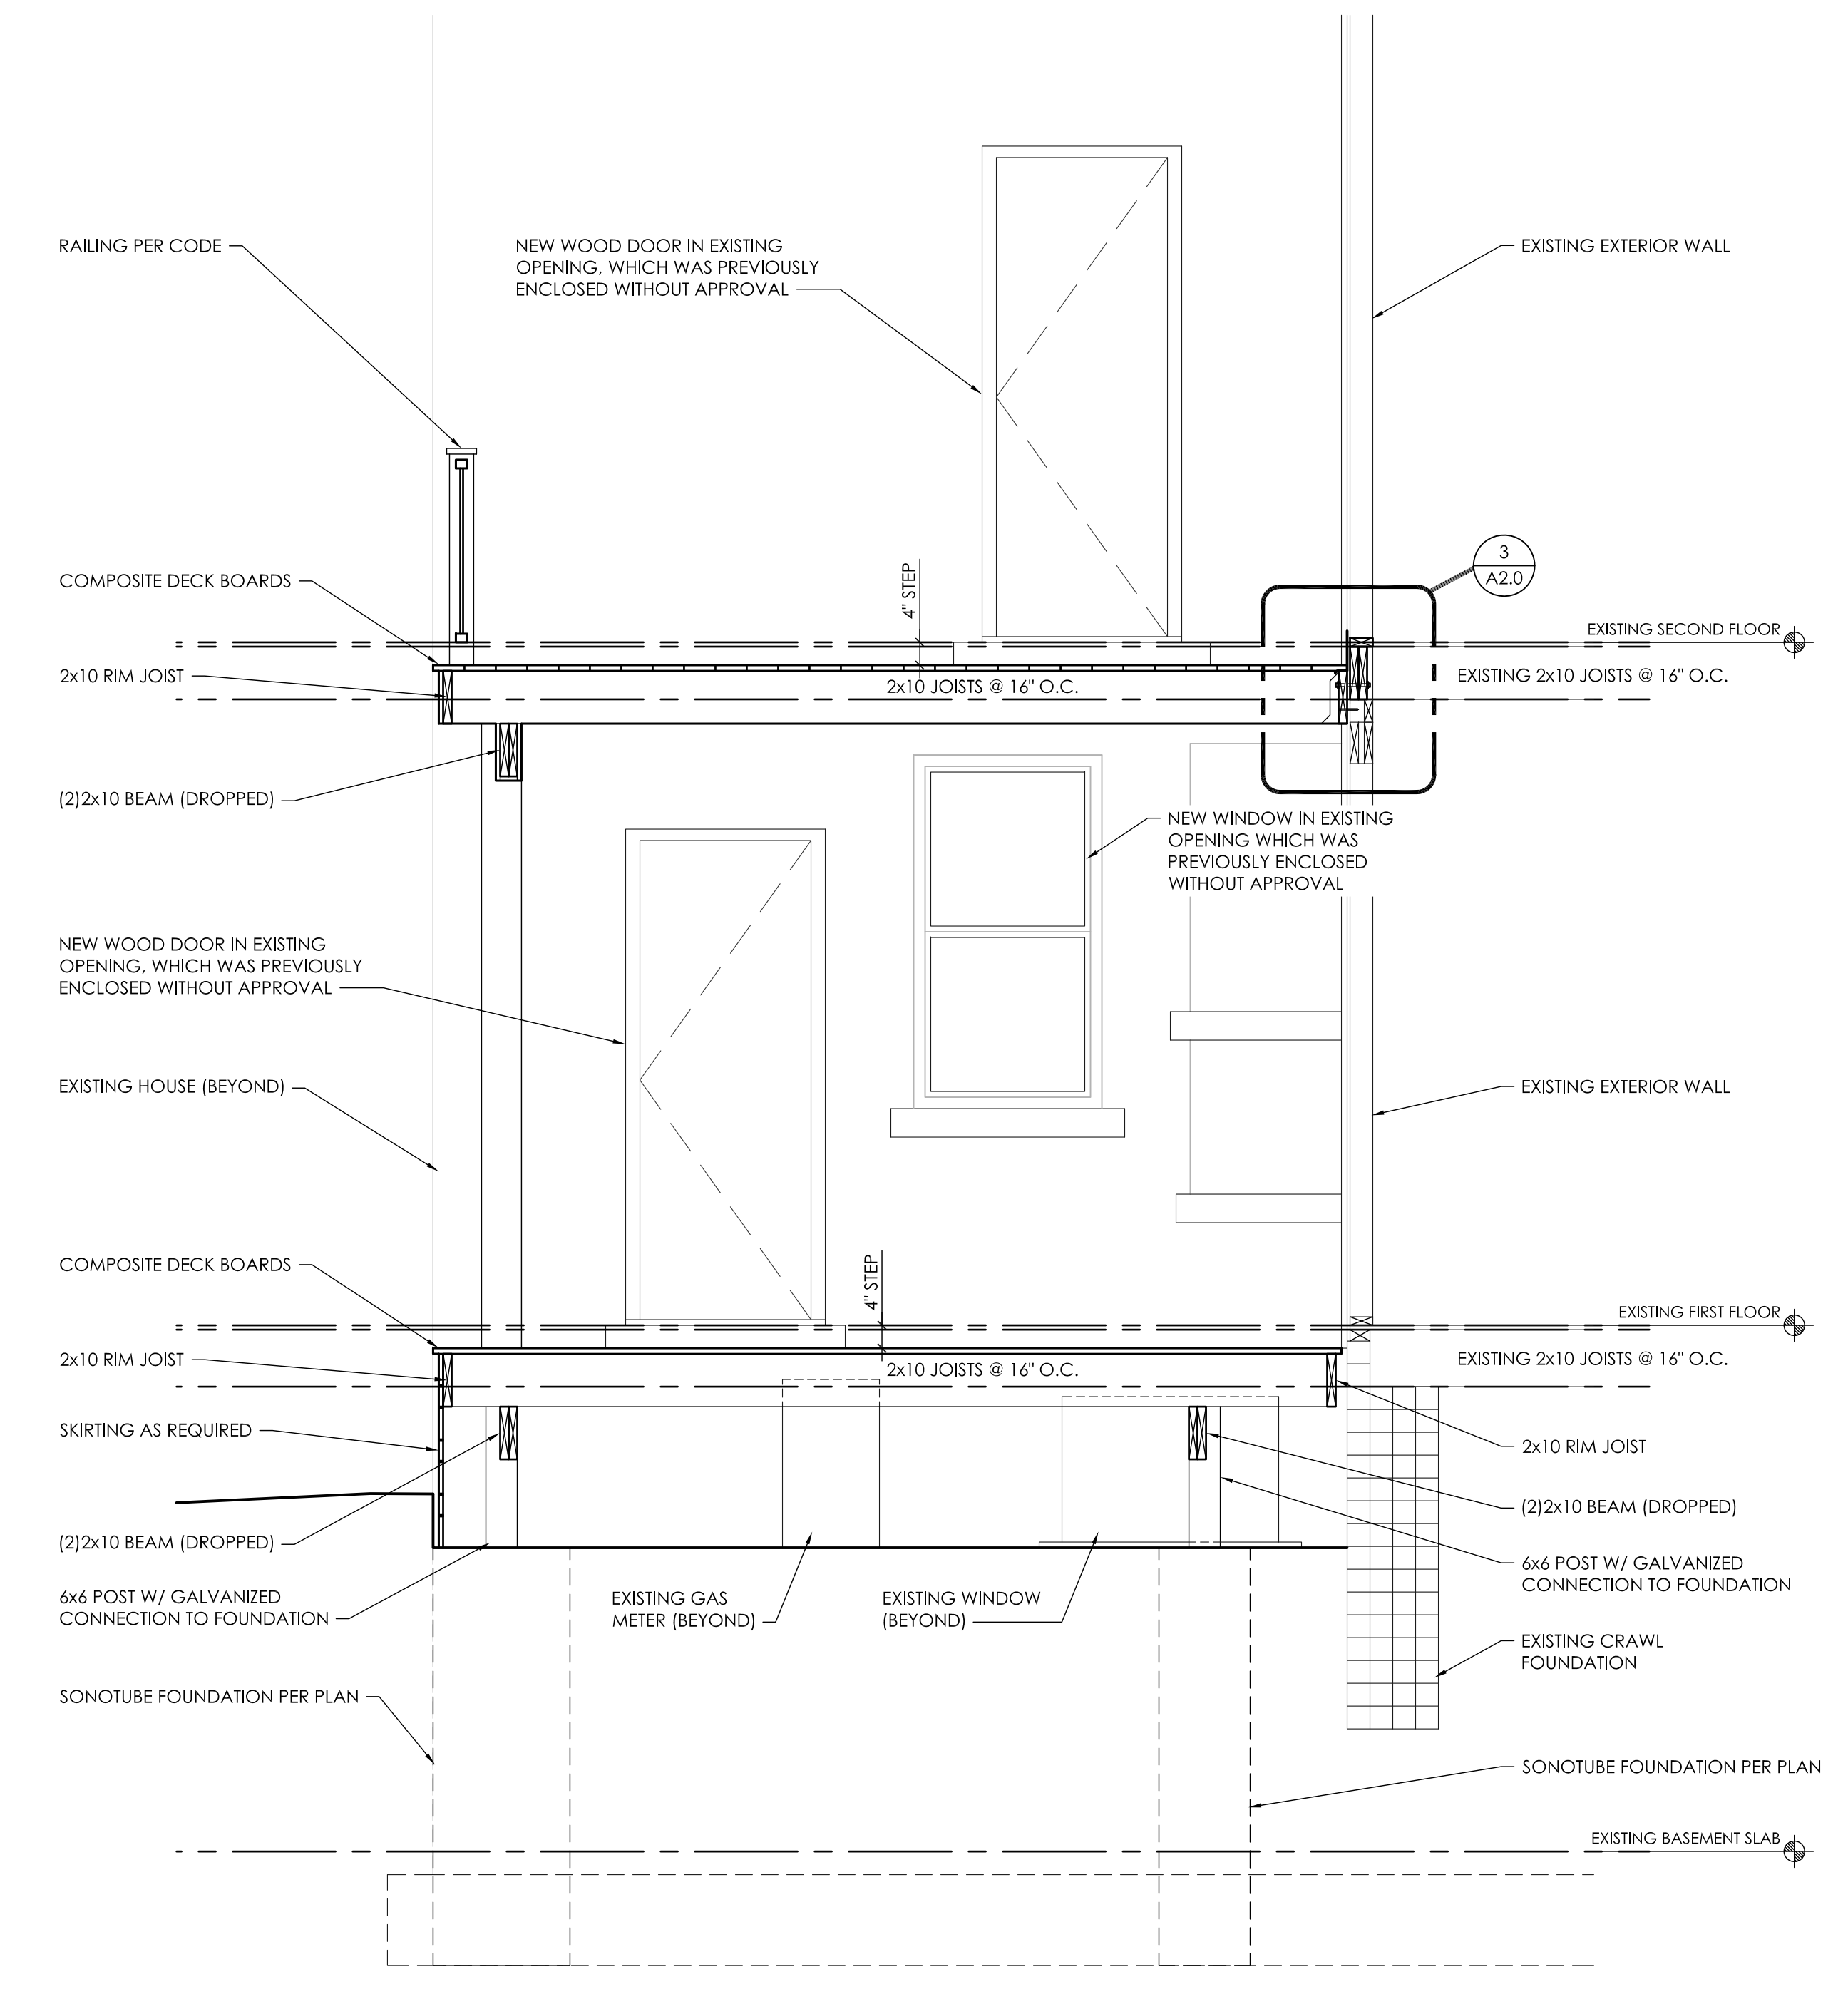 RAILING PER CODE
NEW WOOD DOOR IN EXISTING
OPENING, WHICH WAS PREVIOUSLY
ENCLOSED WITHOUT APPROVAL
EXISTING EXTERIOR WALL
3
A2.0
COMPOSITE DECK BOARDS
4" STEP
EXISTING SECOND FLOOR
2x10 RIM JOIST
2x10 JOISTS @ 16" O.C.
EXISTING 2x10 JOISTS @ 16" O.C.
(2)2x10 BEAM (DROPPED)
NEW WINDOW IN EXISTING
OPENING WHICH WAS
PREVIOUSLY ENCLOSED
WITHOUT APPROVAL
NEW WOOD DOOR IN EXISTING
OPENING, WHICH WAS PREVIOUSLY
ENCLOSED WITHOUT APPROVAL
EXISTING HOUSE (BEYOND)
EXISTING EXTERIOR WALL
COMPOSITE DECK BOARDS
4" STEP
EXISTING FIRST FLOOR
2x10 RIM JOIST
2x10 JOISTS @ 16" O.C.
EXISTING 2x10 JOISTS @ 16" O.C.
SKIRTING AS REQUIRED
2x10 RIM JOIST
(2)2x10 BEAM (DROPPED)
(2)2x10 BEAM (DROPPED)
6x6 POST W/ GALVANIZED
CONNECTION TO FOUNDATION
EXISTING GAS
METER (BEYOND)
EXISTING WINDOW
(BEYOND)
6x6 POST W/ GALVANIZED
CONNECTION TO FOUNDATION
EXISTING CRAWL
FOUNDATION
SONOTUBE FOUNDATION PER PLAN
SONOTUBE FOUNDATION PER PLAN
EXISTING BASEMENT SLAB